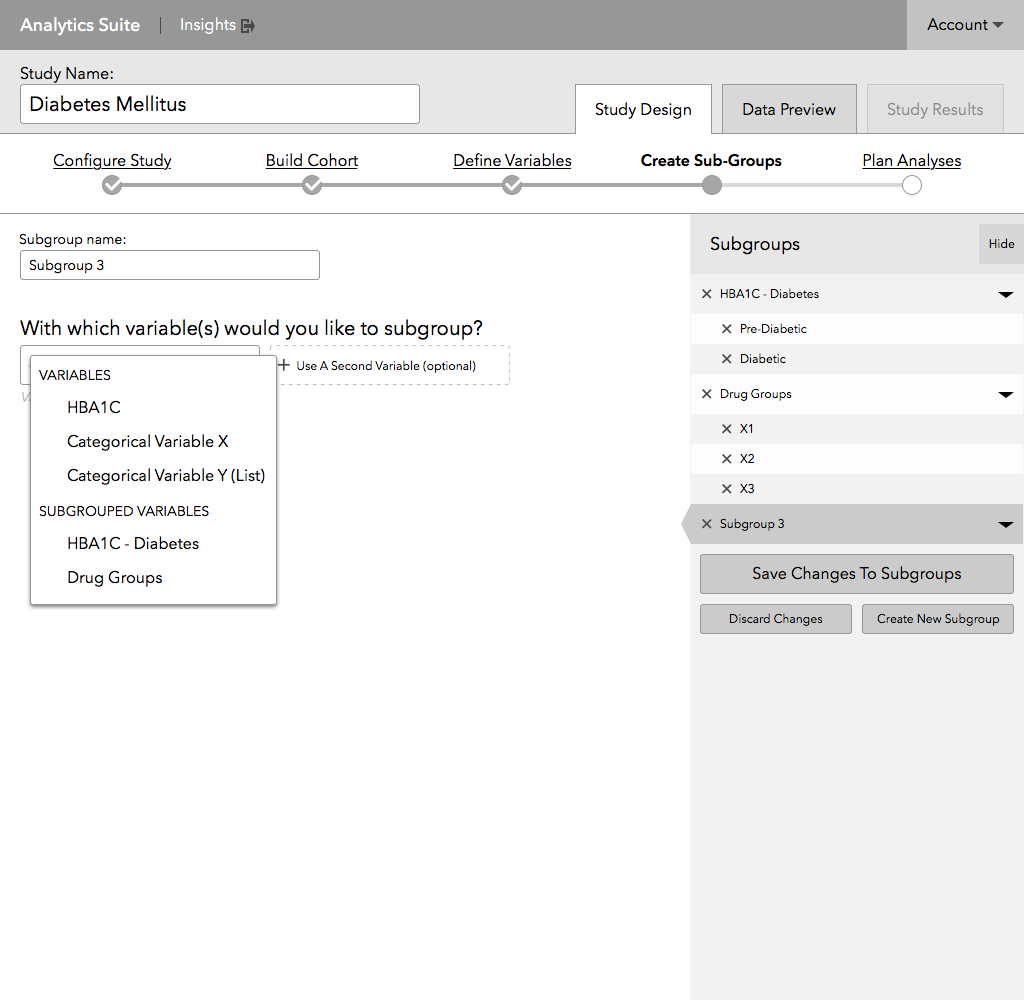 Analytics Suite | Insights
Account
Study Name:
Diabetes Mellitus
Study Design
Data Preview
Study Results
Configure Study
Build Cohort
Define Variables
Create Sub-Groups
Plan Analyses
Subgroup name:
Subgroup 3
With which variable(s) would you like to subgroup?
+ Use A Second Variable (optional)
VARIABLES
HBA1C
Categorical Variable X
Categorical Variable Y (List)
SUBGROUPED VARIABLES
HBA1C - Diabetes
Drug Groups
Subgroups
Hide
HBA1C - Diabetes
Pre-Diabetic
Diabetic
Drug Groups
X1
X2
X3
Subgroup 3
Save Changes To Subgroups
Discard Changes
Create New Subgroup